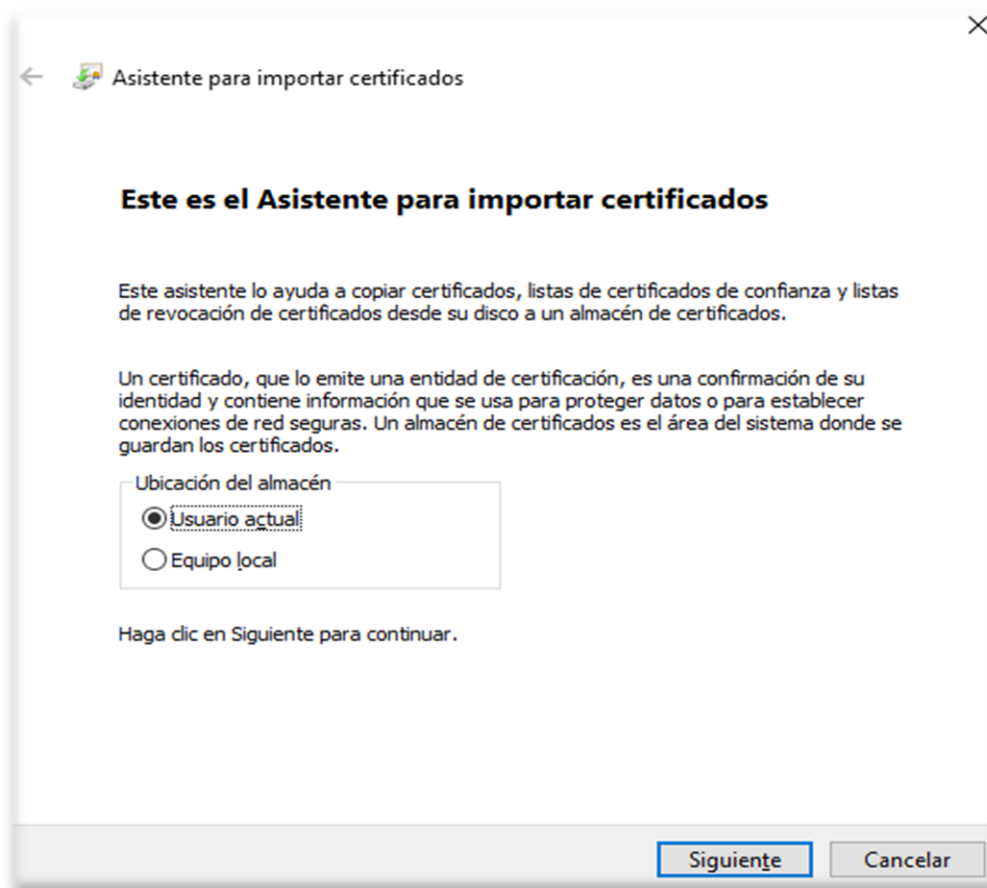 Asistente para importar certificados
Este es el Asistente para importar certificados
Este asistente lo ayuda a copiar certificados, listas de certificados de confianza y listas
de revocación de certificados desde su disco a un almacén de certificados.
Un certificado, que lo emite una entidad de certificación, es una confirmación de su
identidad y contiene información que se usa para proteger datos o para establecer
conexiones de red seguras. Un almacén de certificados es el área del sistema donde se
guardan los certificados.
Ubicación del almacén
Usuario actual
Equipo local
Haga clic en Siguiente para continuar.
Siguiente
Cancelar